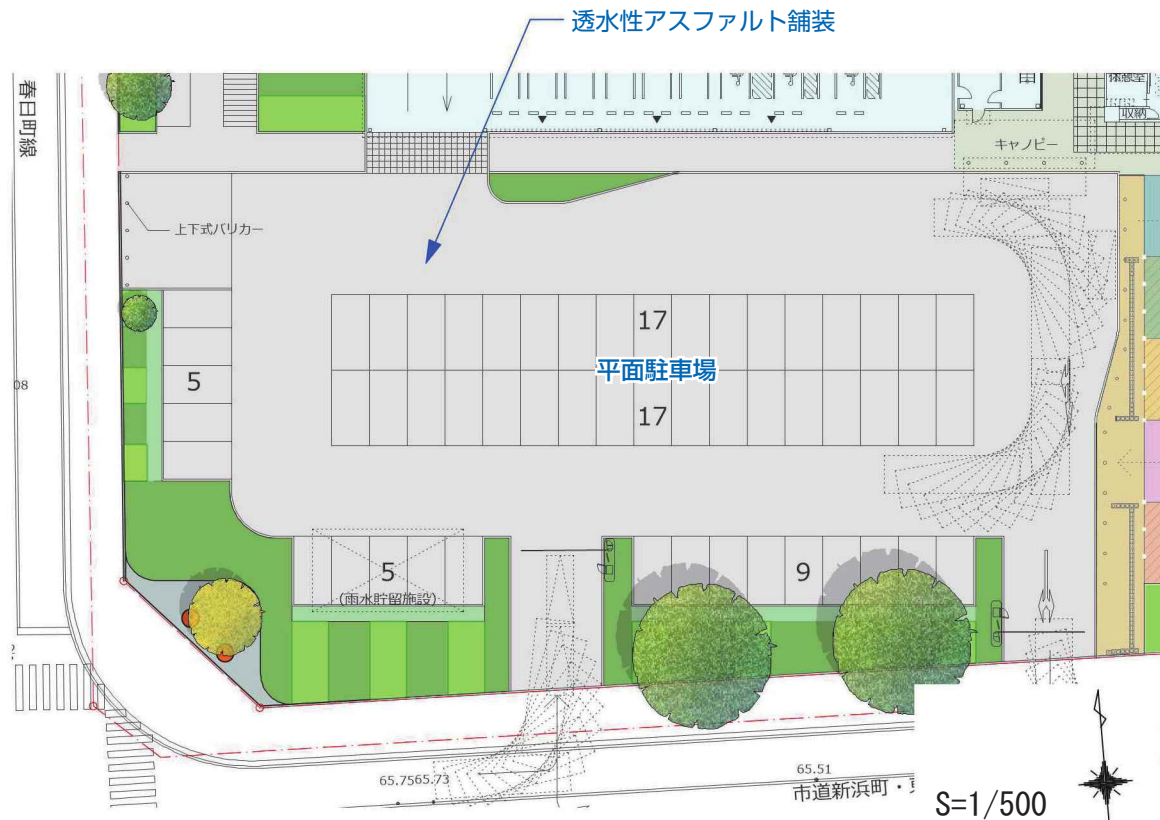 透水性アスファルト舗装
春日町線
休憩室
収納
キャノピー
上下式バリカー
17
平面駐車場
17
5
08
5
(雨水貯留施設)
9
65.75
65.73
65.51
市道新浜町・
S=1/500